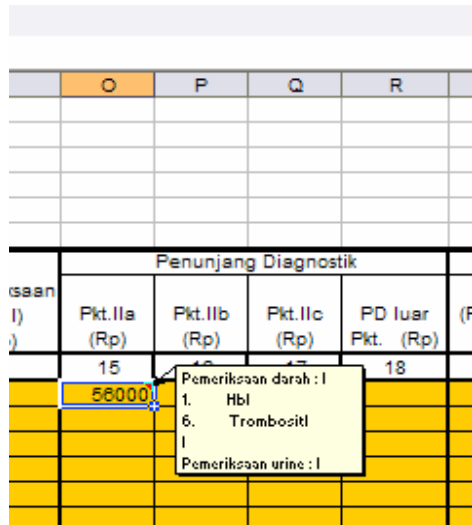 O P Q R
Penunjang Diagnostik
ksaan
I) Pkt.IIa Pkt.IIb Pkt.IIc PD luar
) (Rp) (Rp) (Rp) Pkt. (Rp)
15 17 18
56000
Pemeriksaan darah : l
1. Hbl
6. Trombositl
l
Pemeriksaan urine : l